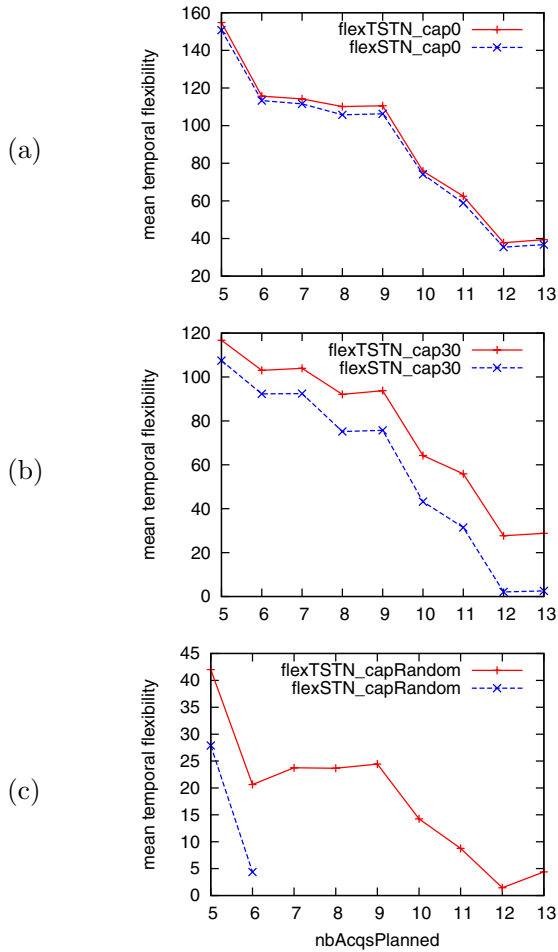 (a)
mean temporal flexibility
160
140
120
100
80
60
40
20
flexTSTN_cap0
flexSTN_cap0
5 6 7 8 9 10 11 12 13
(b)
mean temporal flexibility
120
100
80
60
40
20
0
flexTSTN_cap30
flexSTN_cap30
5 6 7 8 9 10 11 12 13
(c)
mean temporal flexibility
45
40
35
30
25
20
15
10
5
0
flexTSTN_capRandom
flexSTN_capRandom
5 6 7 8 9 10 11 12 13
nbAcqsPlanned